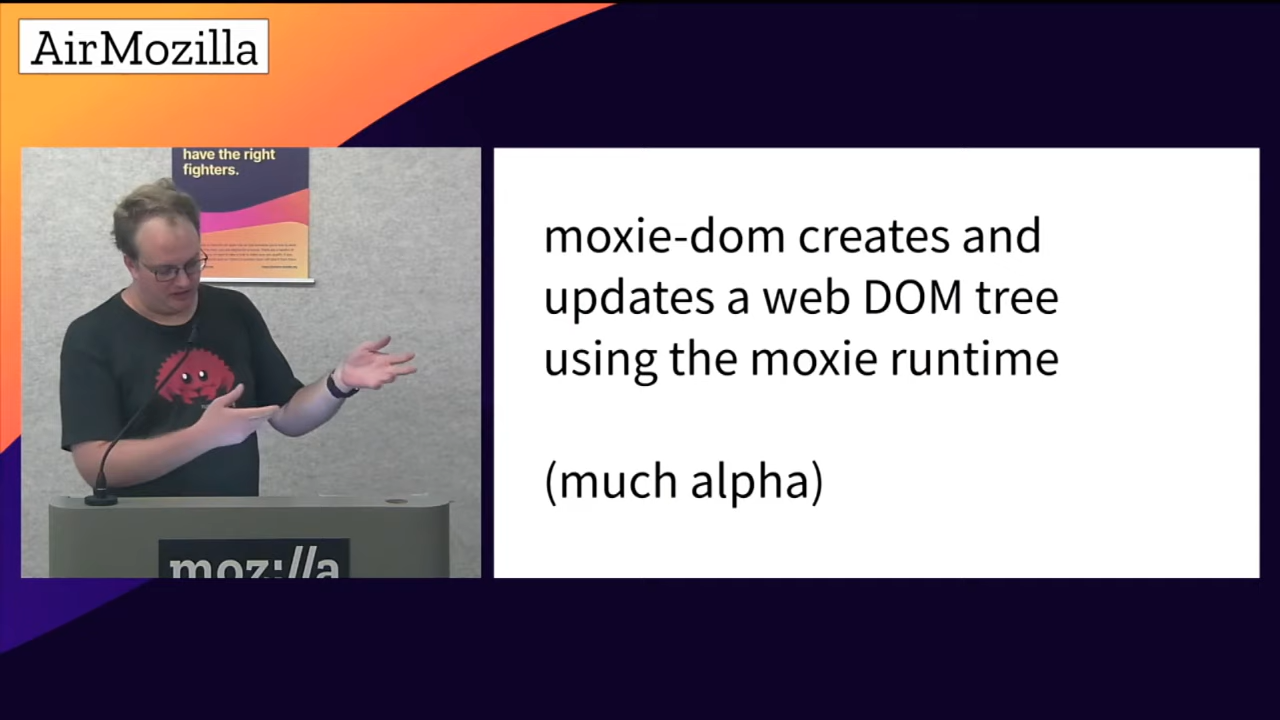 AirMozilla
have the right
fighters.
moxie-dom creates and
updates a web DOM tree
using the moxie runtime
(much alpha)
moz://a